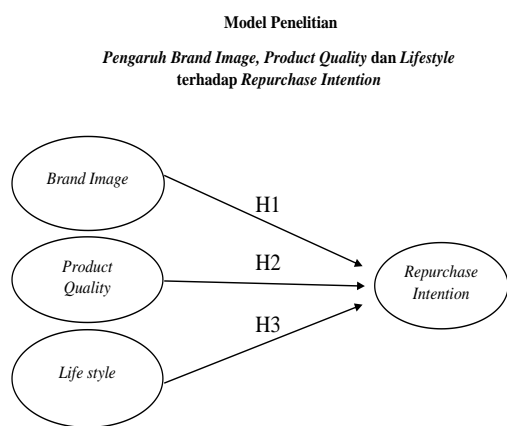 Model Penelitian
Pengaruh Brand Image, Product Quality dan Lifestyle
terhadap Repurchase Intention
Brand Image
H1
Product
Quality
H2
Repurchase
Intention
H3
Life style